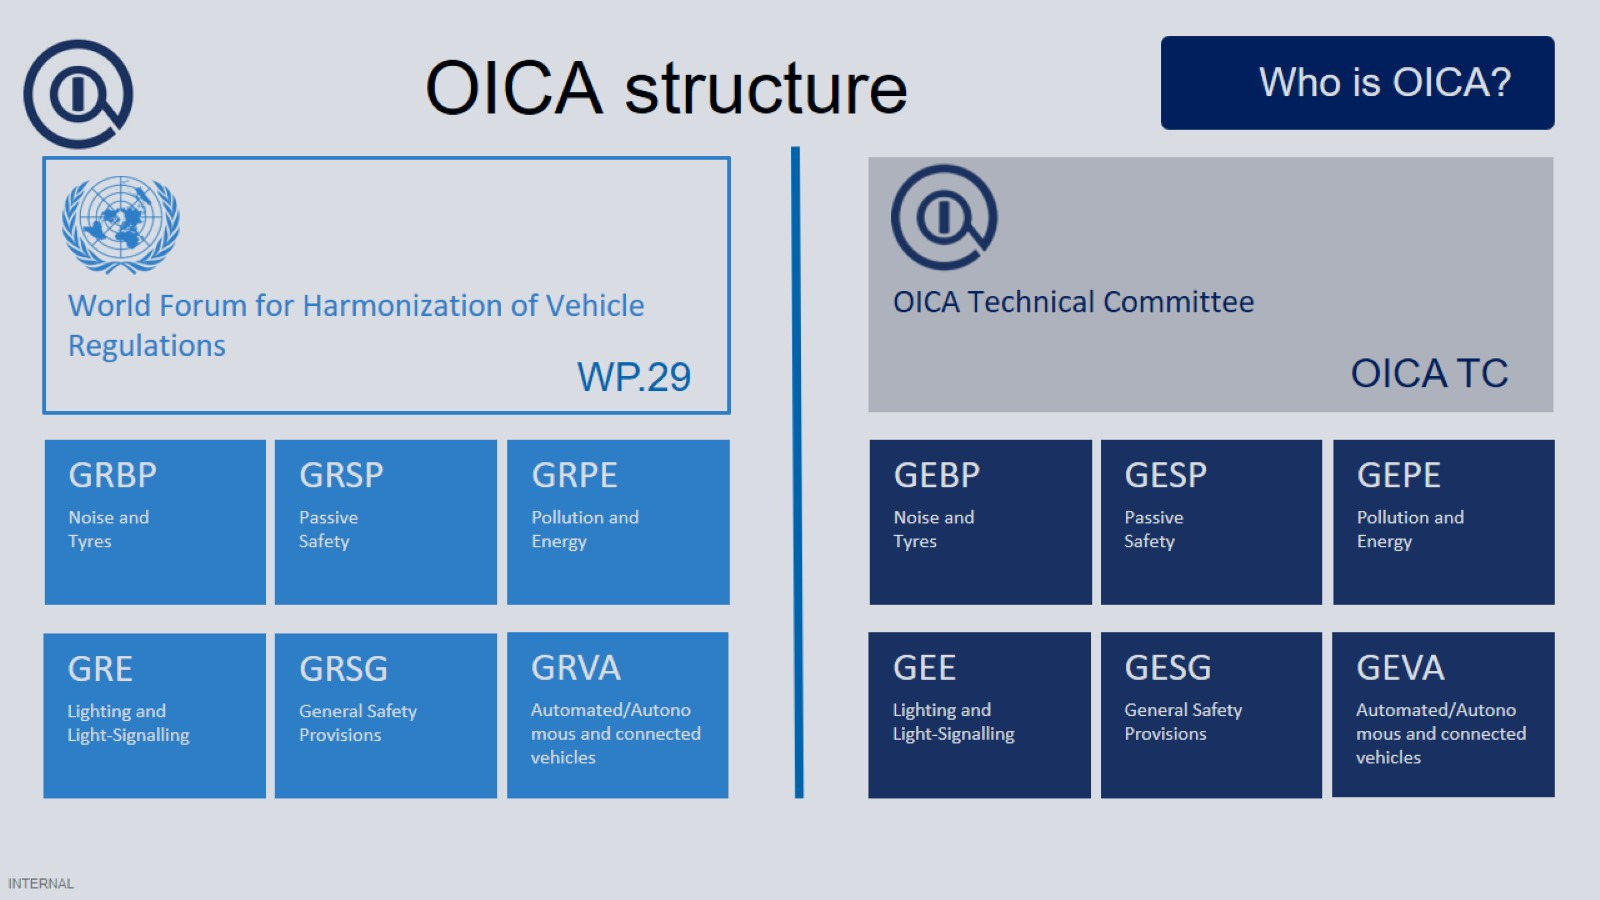 OICA structure
Who is OICA?
World Forum for Harmonization of Vehicle
Regulations
WP.29
OICA Technical Committee
OICA TC
GRBP
Noise and
Tyres
GRSP
Passive
Safety
GRPE
Pollution and
Energy
GRE
Lighting and
Light-Signalling
GRSG
General Safety
Provisions
GRVA
Automated/Autono
mous and connected
vehicles
GEBP
Noise and
Tyres
GESP
Passive
Safety
GEPE
Pollution and
Energy
GEE
Lighting and
Light-Signalling
GESG
General Safety
Provisions
GEVA
Automated/Autono
mous and connected
vehicles
INTERNAL